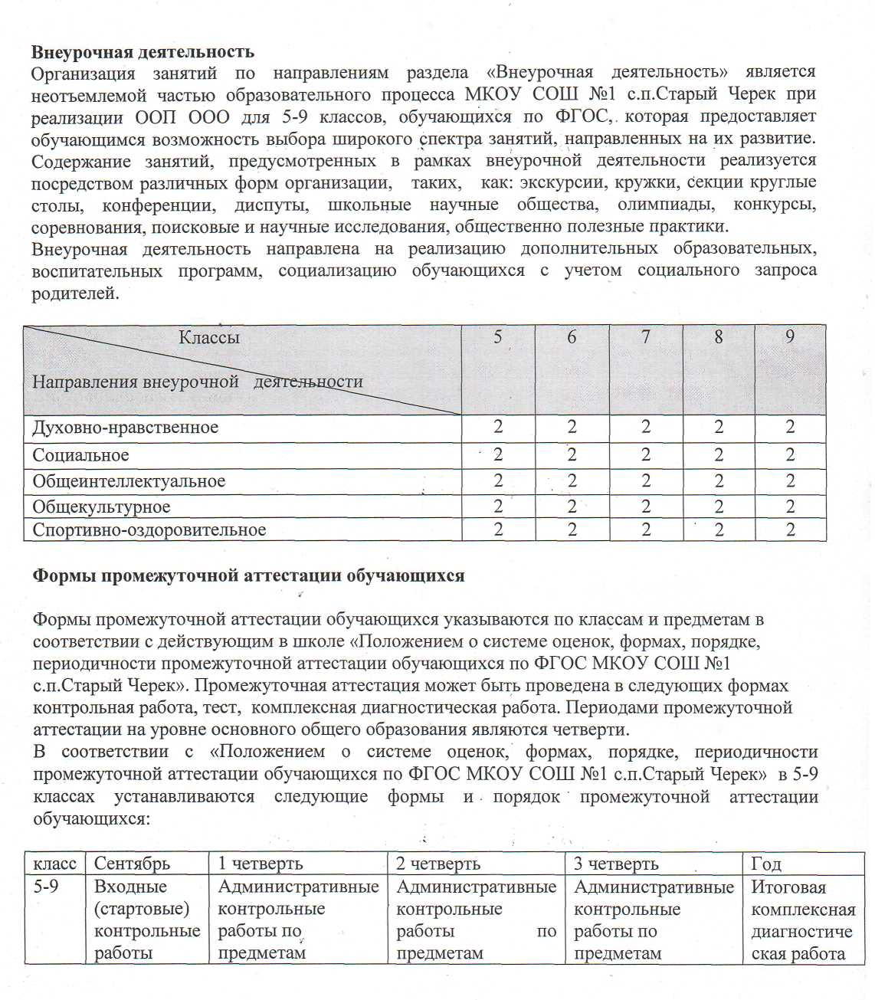 Внеурочная деятельность
Организация занятий по направлениям раздела «Внеурочная деятельность» является
неотъемлемой частью образовательного процесса МКОУ СОШ №1 с.п.Старый Черек при
реализации ООП ООО для 5-9 классов, обучающихся по ФГОС, которая предоставляет
обучающимся возможность выбора широкого спектра занятий, направленных на их развитие.
Содержание занятий, предусмотренных в рамках внеурочной деятельности реализуется
посредством различных форм организации, таких, как: экскурсии, кружки, секции круглые
столы, конференции, диспуты, школьные научные общества, олимпиады, конкурсы,
соревнования, поисковые и научные исследования, общественно полезные практики.
Внеурочная деятельность направлена на реализацию дополнительных образовательных,
воспитательных программ, социализацию обучающихся с учетом социального запроса
родителей.
Классы 5 6 7 8 9
Направления внеурочной деятельности
Духовно-нравственное 2 2 2 2 2
Социальное 2 2 2 2 2
Общеинтеллектуальное 2 2 2 2 2
Общекультурное 2 2 2 2 2
Спортивно-оздоровительное 2 2 2 2 2
Формы промежуточной аттестации обучающихся
Формы промежуточной аттестации обучающихся указываются по классам и предметам в
соответствии с действующим в школе «Положением о системе оценок, формах, порядке,
периодичности промежуточной аттестации обучающихся по ФГОС МКОУ СОШ №1
с.п.Старый Черек». Промежуточная аттестация может быть проведена в следующих формах
контрольная работа, тест, комплексная диагностическая работа. Периодами промежуточной
аттестации на уровне основного общего образования являются четверти.
В соответствии с «Положением о системе оценок, формах, порядке, периодичности
промежуточной аттестации обучающихся по ФГОС МКОУ СОШ №1 с.п.Старый Черек» в 5-9
классах устанавливаются следующие формы и порядок промежуточной аттестации
обучающихся:
класс Сентябрь 1 четверть 2 четверть 3 четверть Год
5-9 Входные Административные Административные Административные Итоговая
(стартовые) контрольные контрольные контрольные комплексная
контрольные работы по работы по работы по диагностиче
работы предметам предметам предметам ская работа